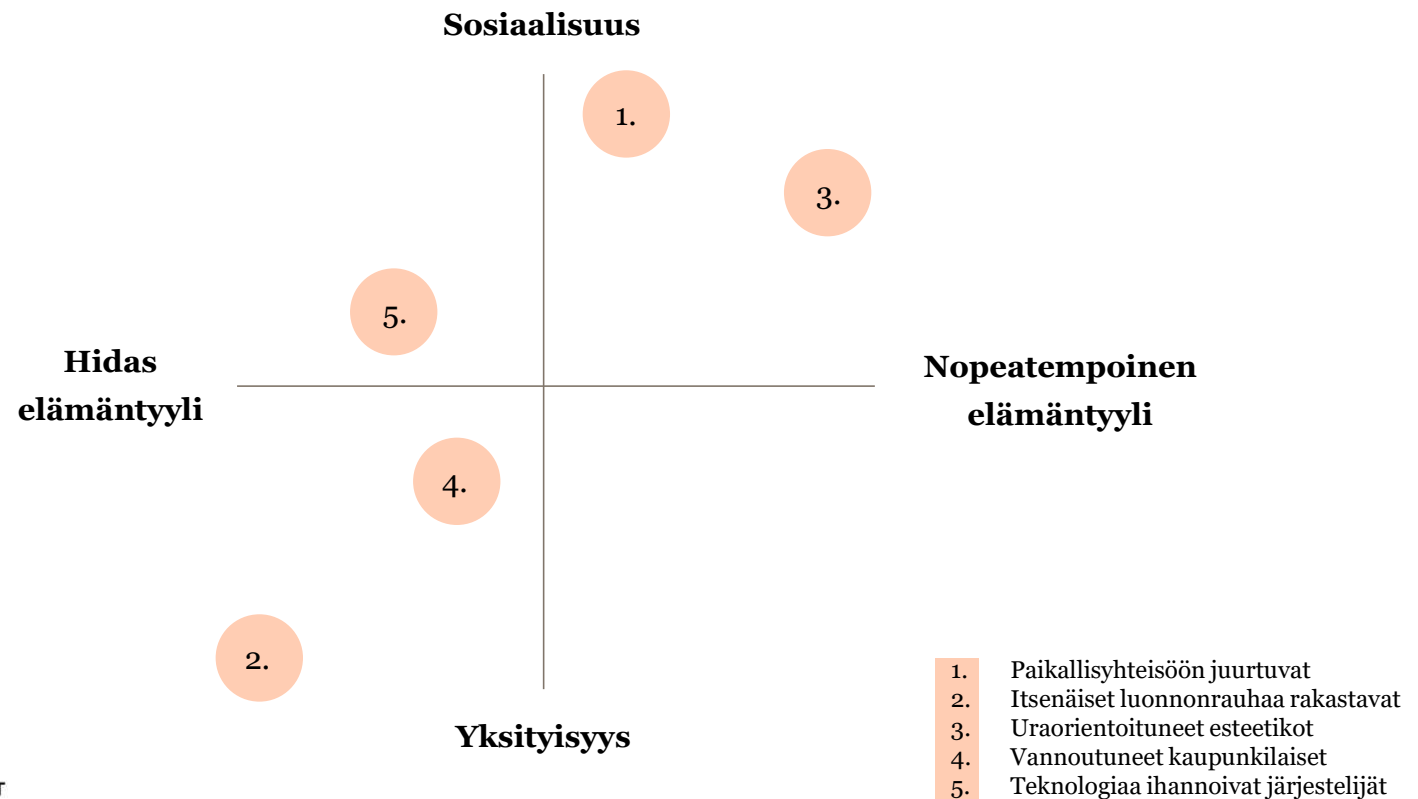 Sosiaalisuus
1.
3.
5.
Hidas
elämäntyyli
Nopeatempoinen
elämäntyyli
4.
2.
Yksityisyys
1. Paikallisyhteisöön juurtuvat
2. Itsenäiset luonnonrauhaa rakastavat
3. Uraorientoituneet esteetikot
4. Vannoutuneet kaupunkilaiset
5. Teknologiaa ihannoivat järjestelijät